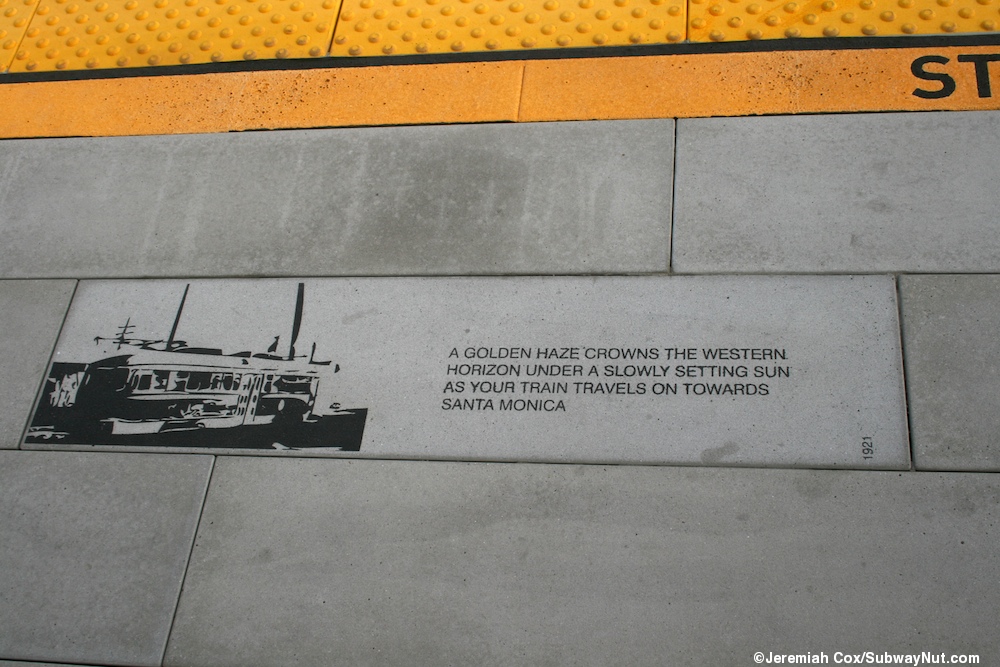 ST
A GOLDEN HAZE CROWNS THE WESTERN
HORIZON UNDER A SLOWLY SETTING SUN
AS YOUR TRAIN TRAVELS ON TOWARDS
SANTA MONICA
1921
©Jeremiah Cox/SubwayNut.com